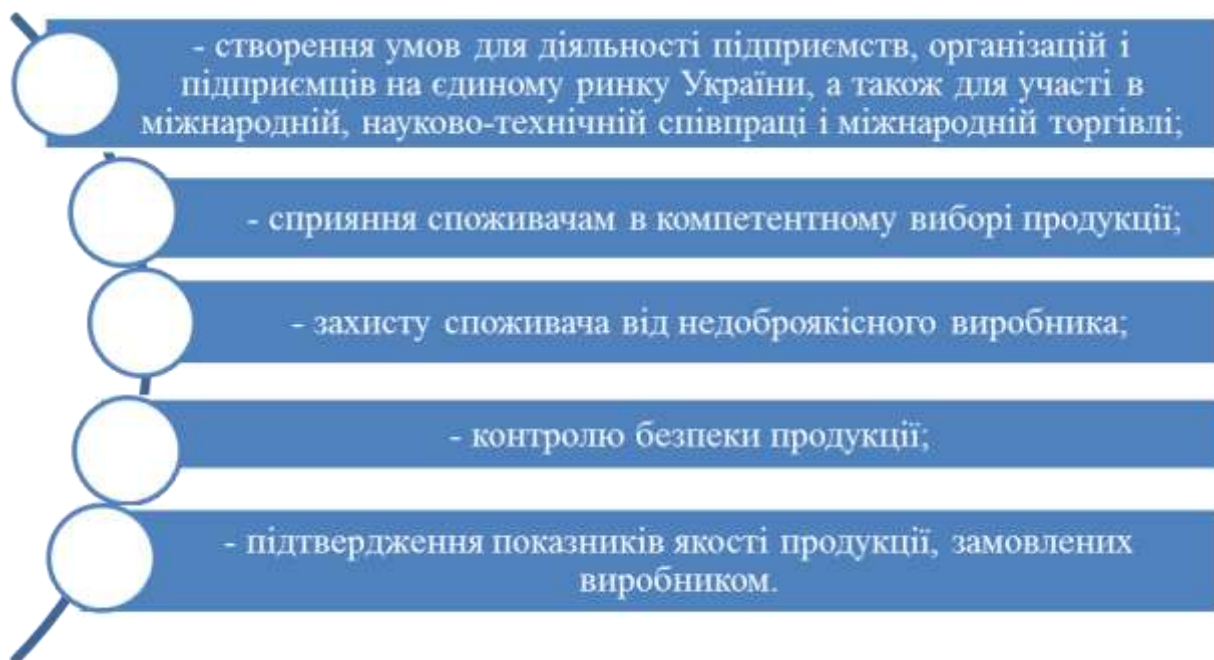 - створення умов для діяльності підприємств, організацій і
підприємців на єдиному ринку України, а також для участі в
міжнародній, науково-технічній співпраці і міжнародній торгівлі;
- сприяння споживачам в компетентному виборі продукції;
- захисту споживача від недоброякісного виробника;
- контролю безпеки продукції;
- підтвердження показників якості продукції, замовлених
виробником.